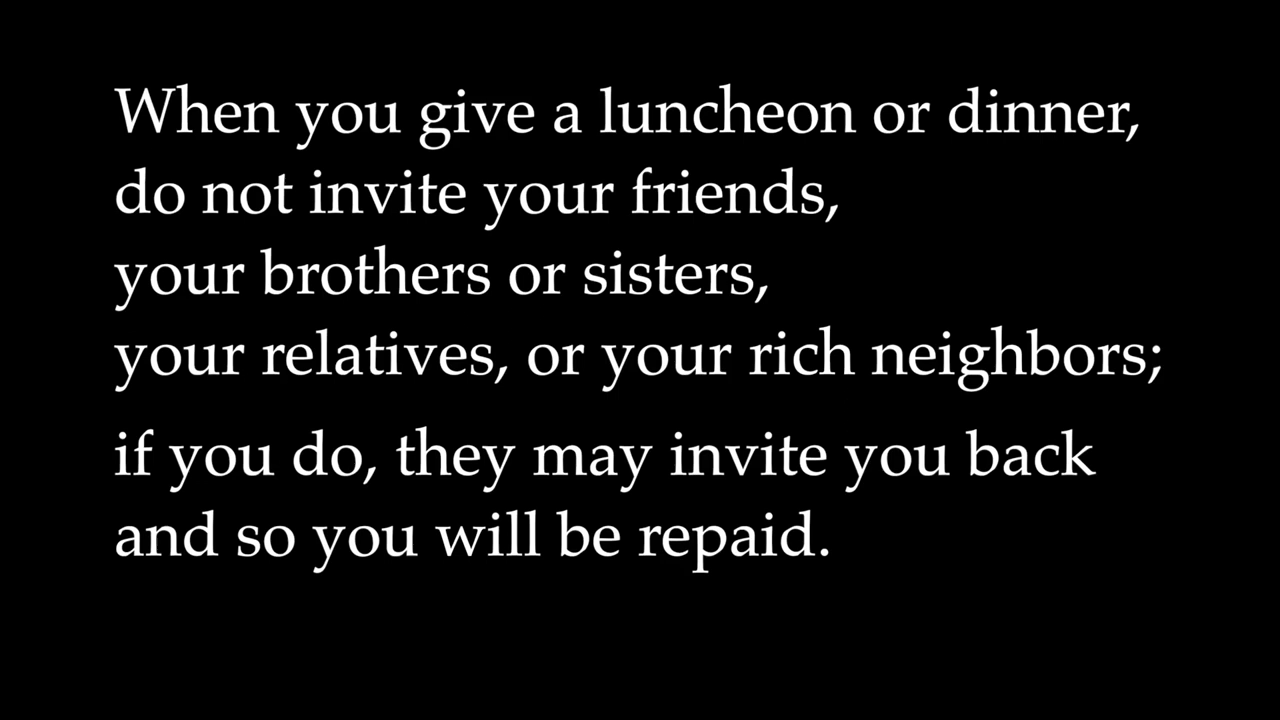 When you give a luncheon or dinner,
do not invite your friends,
your brothers or sisters,
your relatives, or your rich neighbors;
if you do, they may invite you back
and so you will be repaid.